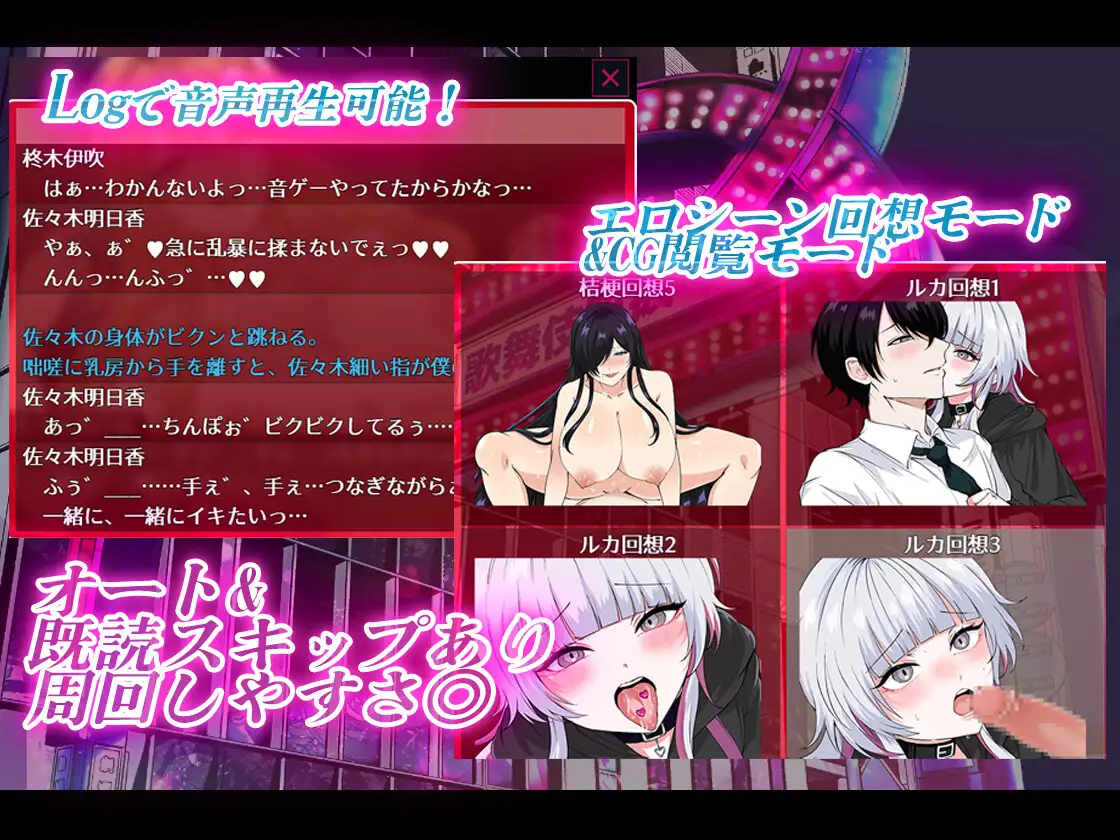 Logで音声再生可能！
柊木伊吹
はぁ…わかんないよっ…音ゲーやってたからかなっ…
佐々木明日香
やぁ、ぁ゛♥急に乱暴に揉まないでぇっ♥♥
んんっ…んふっ゛…♥♥
佐々木の身体がビクンと跳ねる。
咄嗟に乳房から手を離すと、佐々木細い指が僕
佐々木明日香
あっ゛___…ちんぽぉ゛ビクビクしてるぅ……
佐々木明日香
ふぅ゛___……手ぇ゛、手ぇ…つなぎながら
一緒に、一緒にイキたいっ…
エロシーン回想モード
&CG閲覧モード
桔梗回想5
ルカ回想1
歌舞伎
ルカ回想2
ルカ回想3
オート&
既読スキップあり
周回しやすさ◎